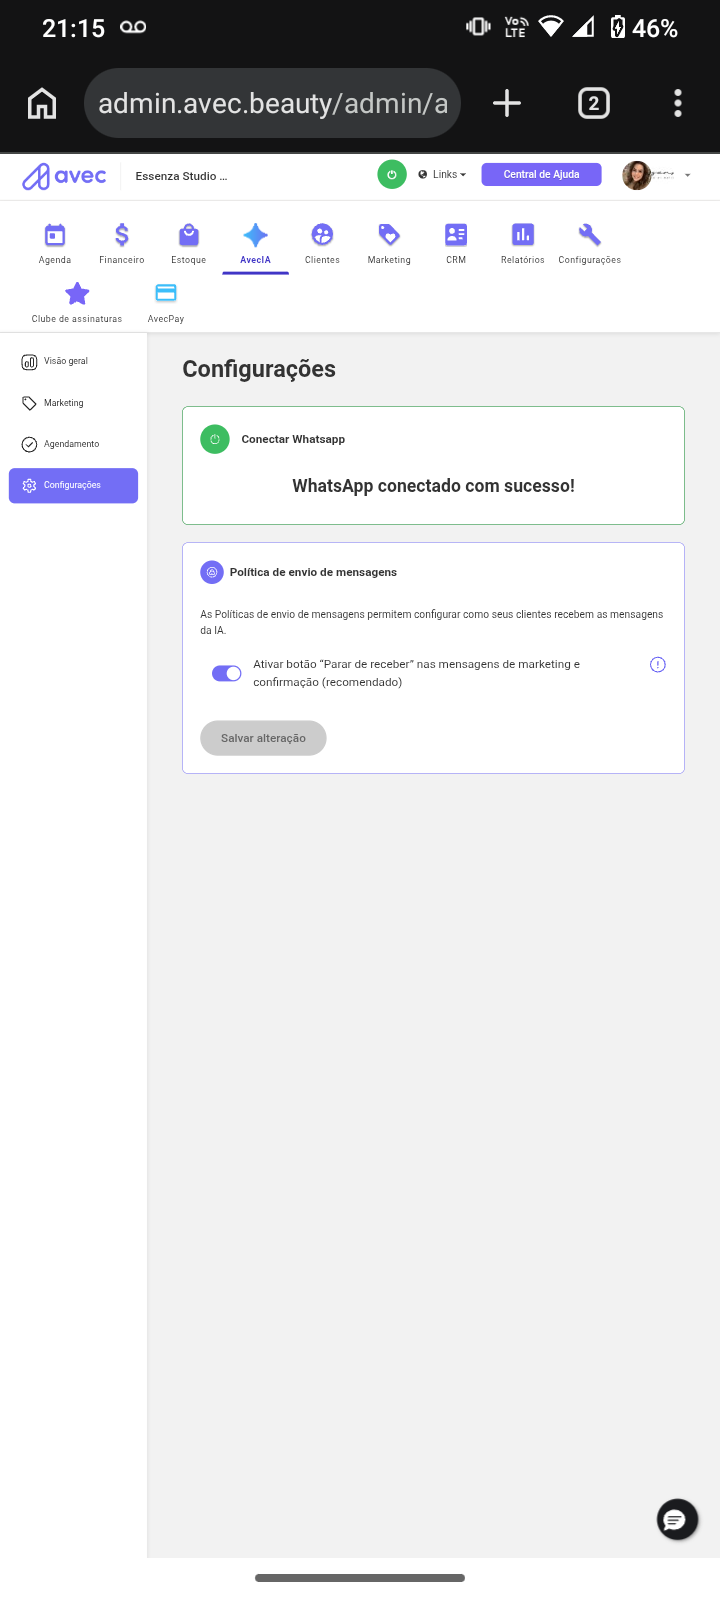 21:15
Vo LTE
46%
admin.avec.beauty/admin/a
2
avec
Essenza Studio ...
Links
Central de Ajuda
Agenda
Financeiro
Estoque
AvecIA
Clientes
Marketing
CRM
Relatórios
Configurações
Clube de assinaturas
AvecPay
Visão geral
Marketing
Agendamento
Configurações
Configurações
Conectar Whatsapp
WhatsApp conectado com sucesso!
Política de envio de mensagens
As Políticas de envio de mensagens permitem configurar como seus clientes recebem as mensagens
da IA.
Ativar botão “Parar de receber” nas mensagens de marketing e
confirmação (recomendado)
Salvar alteração